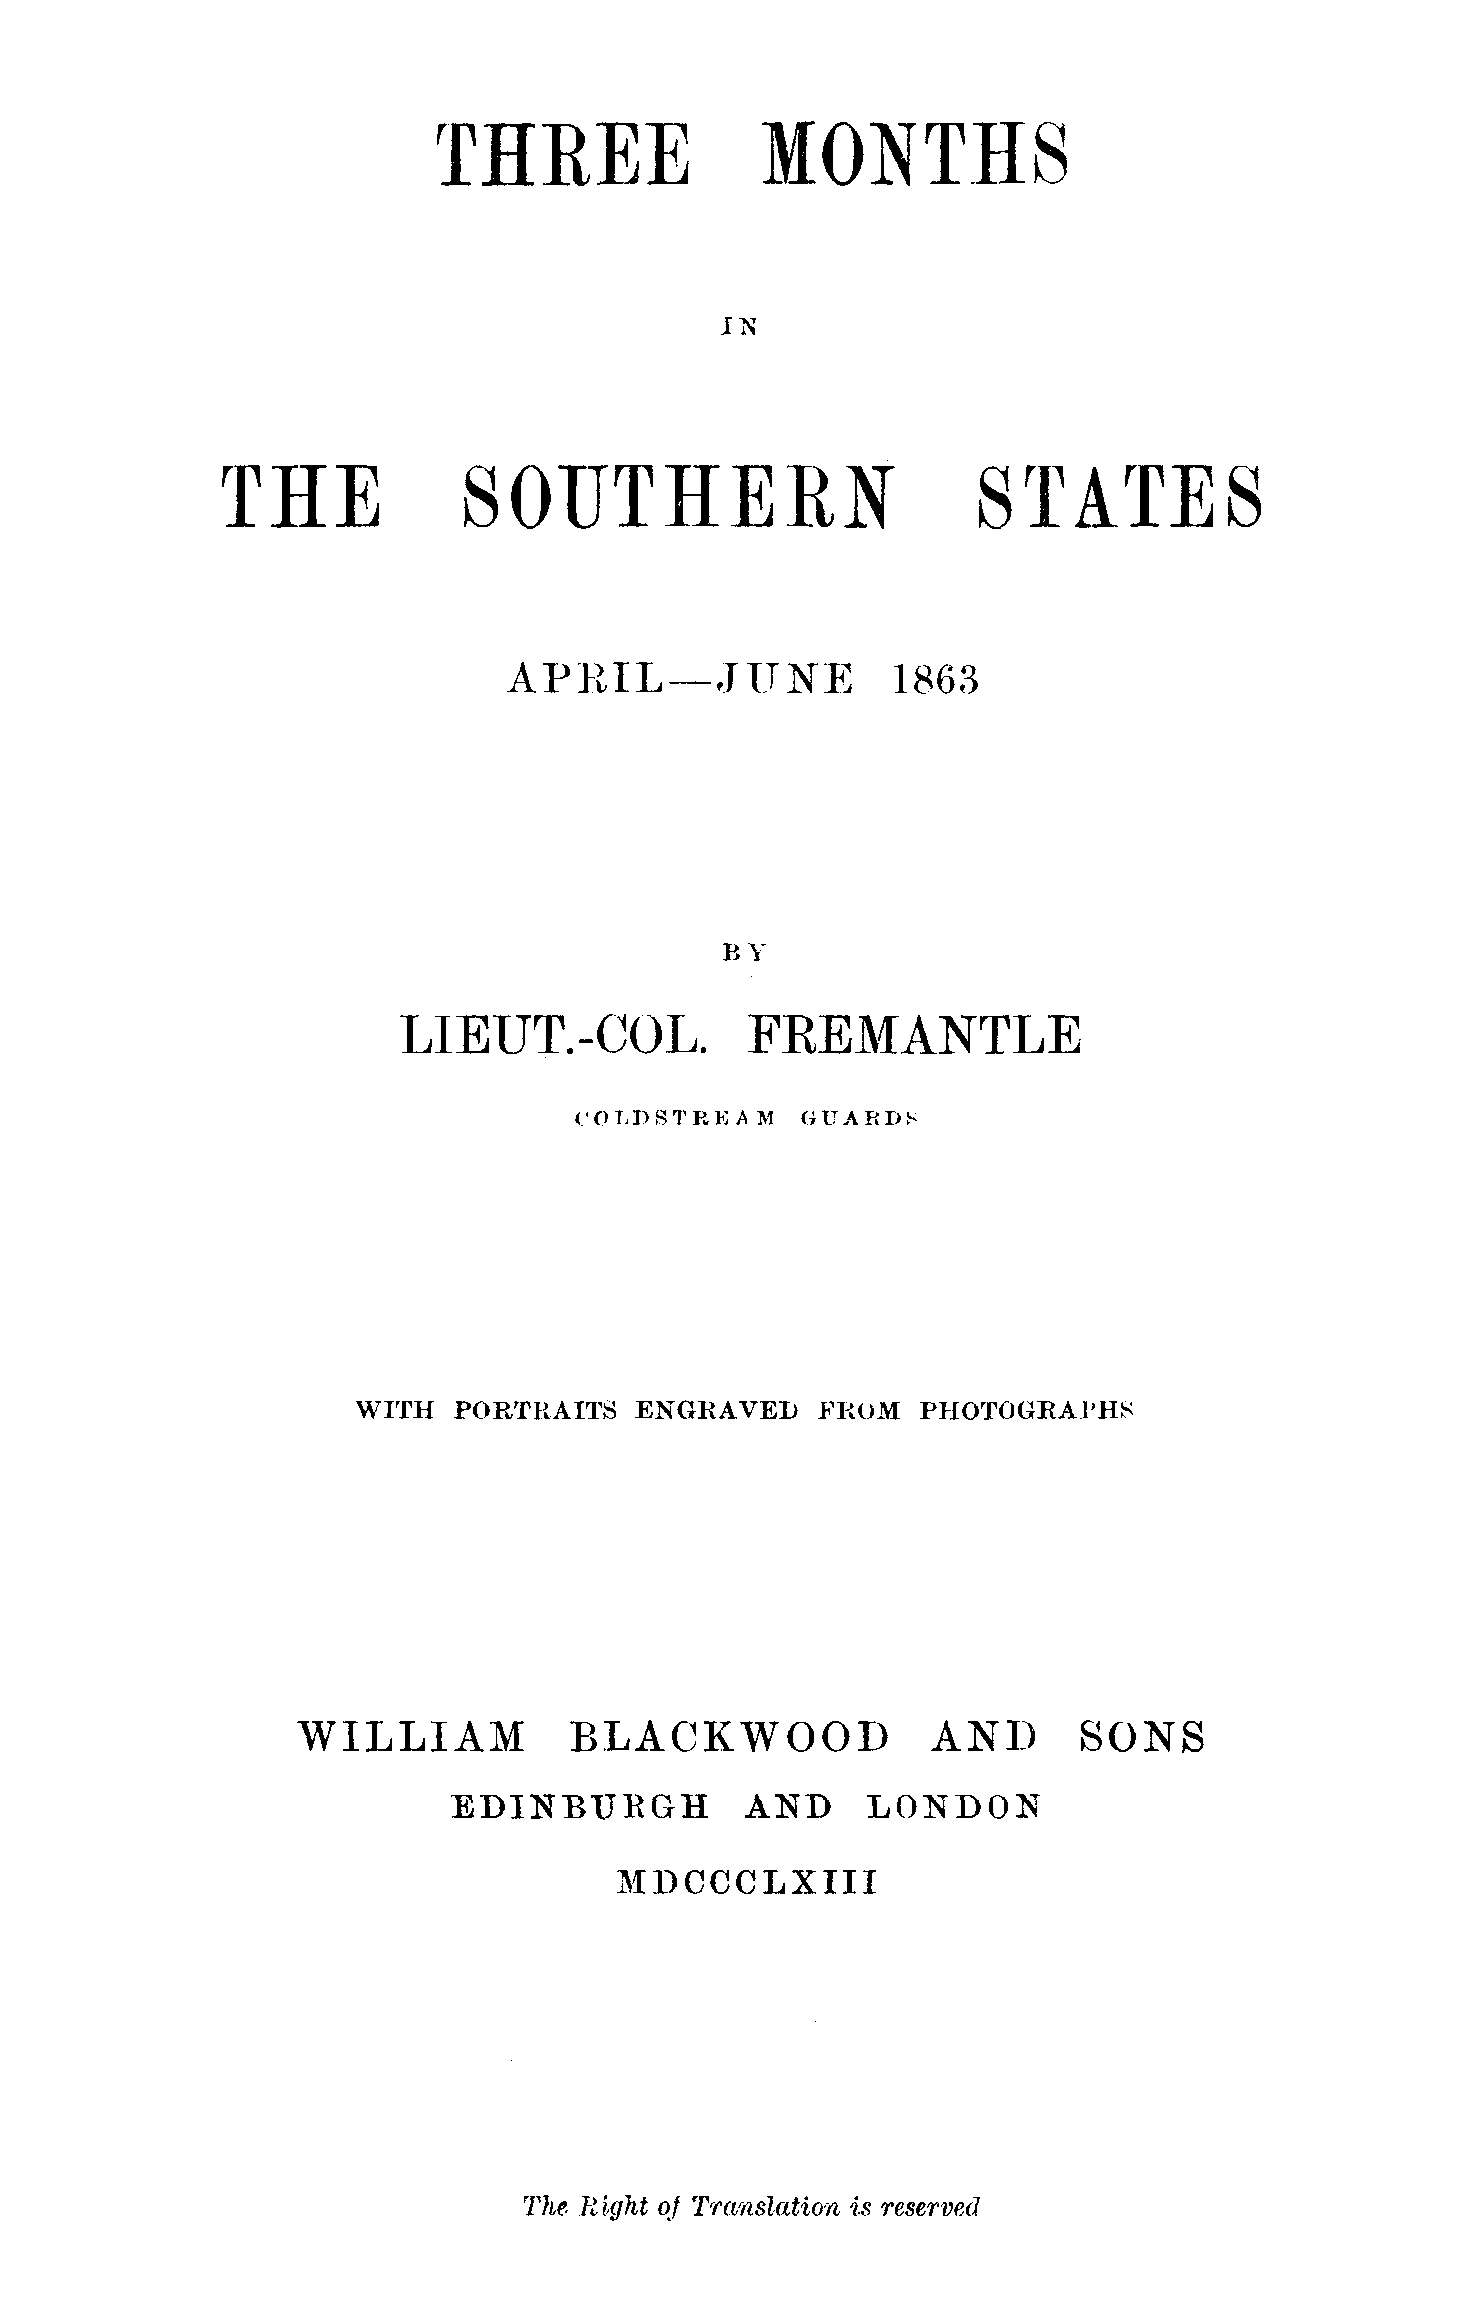 THREE MONTHS
IN
THE SOUTHERN STATES
APRIL—JUNE 1863
BY
LIEUT.-COL. FREMANTLE
COLDSTREAM GUARDS
WITH PORTRAITS ENGRAVED FROM PHOTOGRAPHS
WILLIAM BLACKWOOD AND SONS
EDINBURGH AND LONDON
MDCCCLXIII
The Right of Translation is reserved